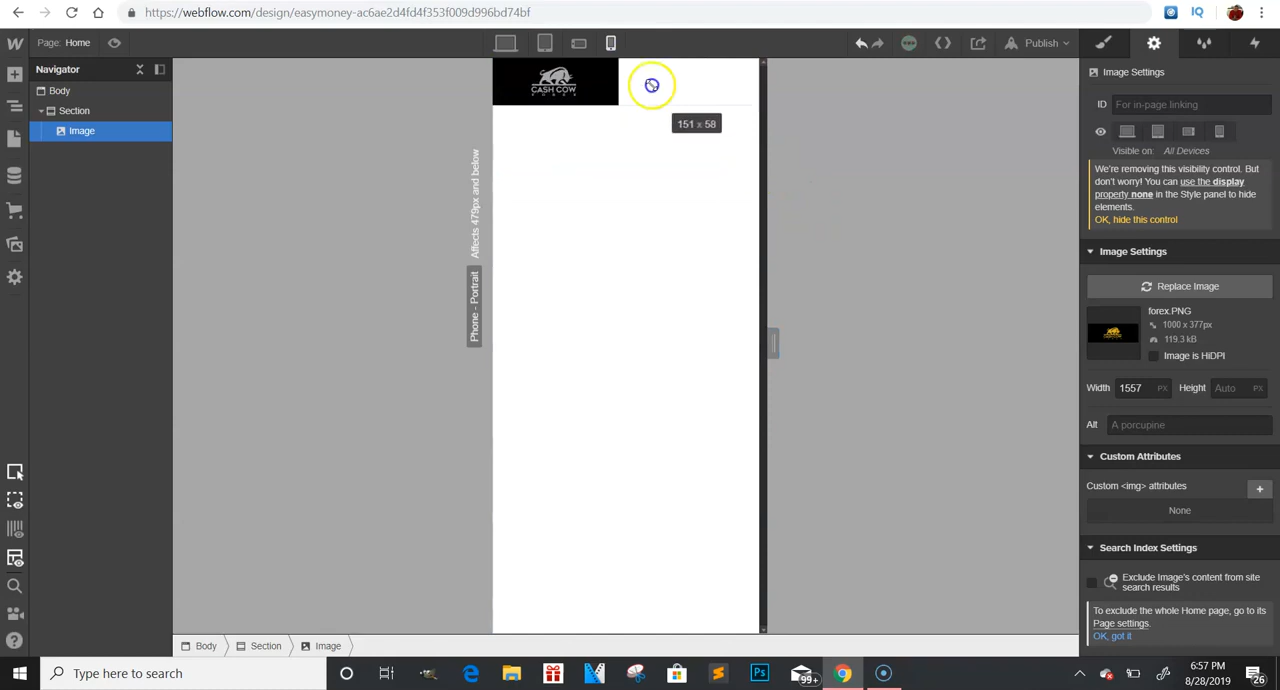 https://webflow.com/design/easymoney-ac6ae2d4fd4f353f009d996bd74bf
IQ
Page: Home
Publish
Navigator
Body
Section
Image
CASH COW
FOREX
151 x 58
Affects 479px and below
Phone - Portrait
Image Settings
ID
For in-page linking
Visible on: All Devices
We're removing this visibility control. But
don't worry! You can use the display
property none in the Style panel to hide
elements.
OK, hide this control
Image Settings
Replace Image
forex.PNG
1000 x 377px
119.3 kB
Image is HiDPI
Width 1557 PX Height Auto PX
Alt A porcupine
Custom Attributes
Custom <img> attributes
None
Search Index Settings
Exclude Image's content from site
search results
To exclude the whole Home page, go to its
Page settings.
OK, got it
Body Section Image
Type here to search
Ps
99+
6:57 PM
8/28/2019
26